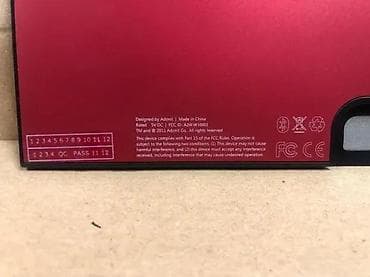 Designed by Adonit | Made in China
Rated 5V DC | FCC ID:
TM and © 2011 Adonit Co. All rights reserved
This device complies with Part 15 of the FCC Rules. Operation is
subject to the following two conditions: (1) This device may not cause
harmful interference, and (2) this device must accept any interference
received, including interference that may cause undesired operation.
FC CE
1 2 3 4 5 6 7 8 9 10 11 12
1 2 3 4 QC PASS 11 12